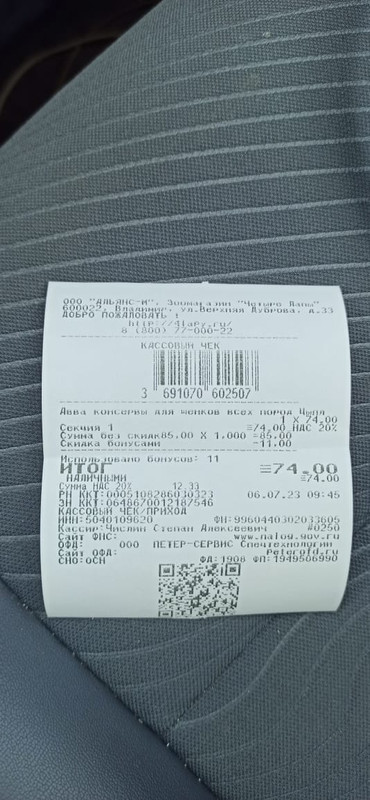 ООО "АЛЬЯНС-М", Зоомагазин "Четыре Лапы"
600022, Владимир, ул.Верхняя Дуброва, д.33
ДОБРО ПОЖАЛОВАТЬ !
http://4lapy.ru/
8 (800) 77-000-22
КАССОВЫЙ ЧЕК
3 691070 602507
Авва консервы для щенков всех пород Цыпл
1 X 74.00
Секция 1 ≡74.00 НДС 20%
Сумма без скидк85.00 X 1.000 =85.00
Скидка бонусами -11.00
Использовано бонусов: 11
ИТОГ ≡74.00
НАЛИЧНЫМИ ≡74.00
СУММА НДС 20% 12.33
РН ККТ:0005108286030323 06.07.23 09:45
ЗН ККТ:0648670012187546
КАССОВЫЙ ЧЕК/ПРИХОД
ИНН:5040109620 ФН:9960440302033605
Кассир:Числин Степан Алексеевич #0250
Сайт ФНС: www.nalog.gov.ru
ОФД: ООО ПЕТЕР-СЕРВИС Спецтехнологии
Сайт ОФД: Peterofd.ru
СНО:ОСН ФД:1908 ФП:1949506990